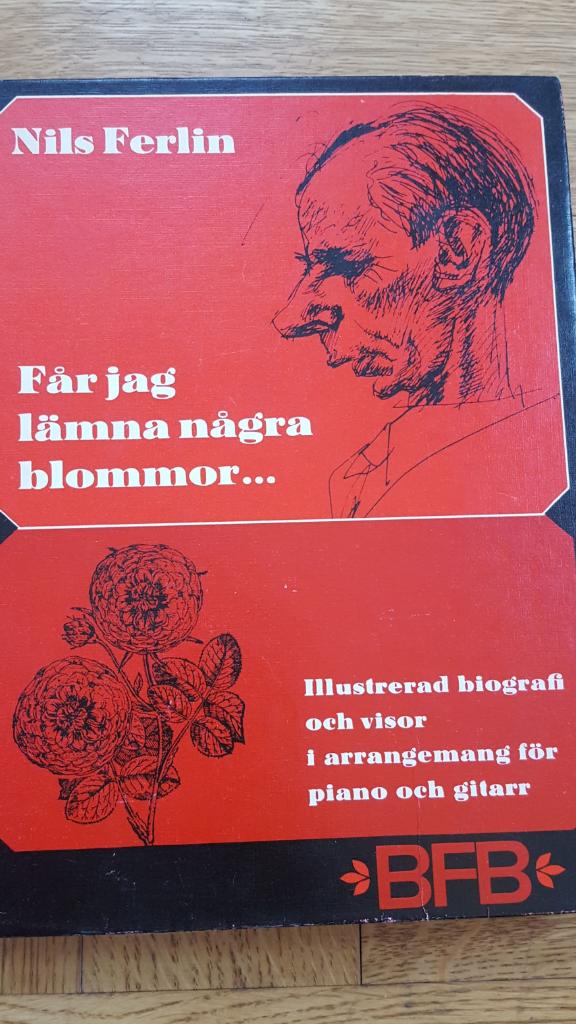 Nils Ferlin
Får jag
lämna några
blommor...
Illustrerad biografi
och visor
i arrangemang för
piano och gitarr
BFB